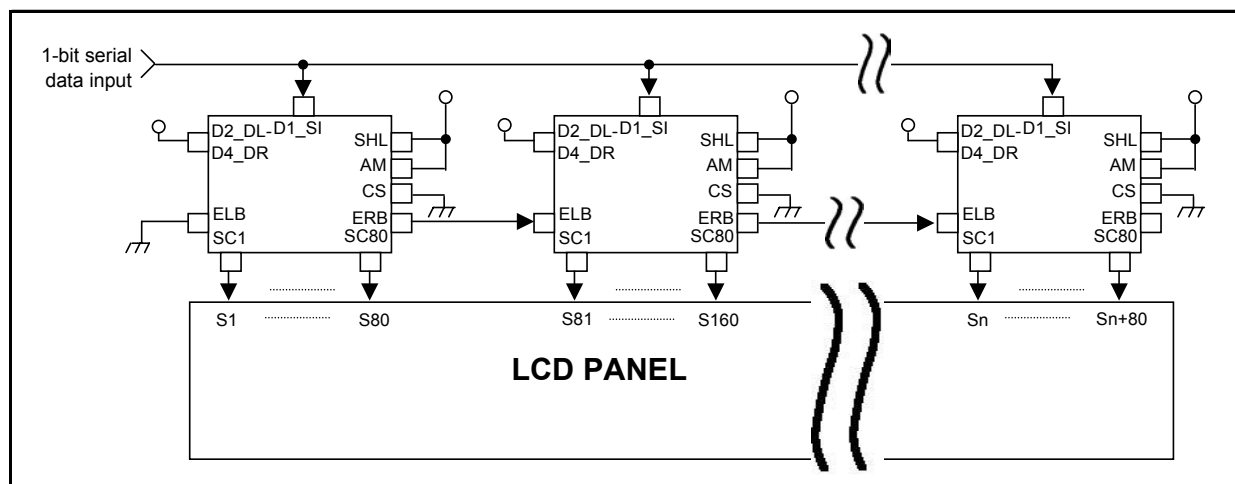 1-bit serial
data input
D2_DL-
D4_DR
D1_SI
SHL
AM
CS
ELB
ERB
SC1
SC80
D2_DL-
D4_DR
D1_SI
SHL
AM
CS
ELB
ERB
SC1
SC80
D2_DL-
D4_DR
D1_SI
SHL
AM
CS
ELB
ERB
SC1
SC80
S1
S80
S81
S160
Sn
Sn+80
LCD PANEL